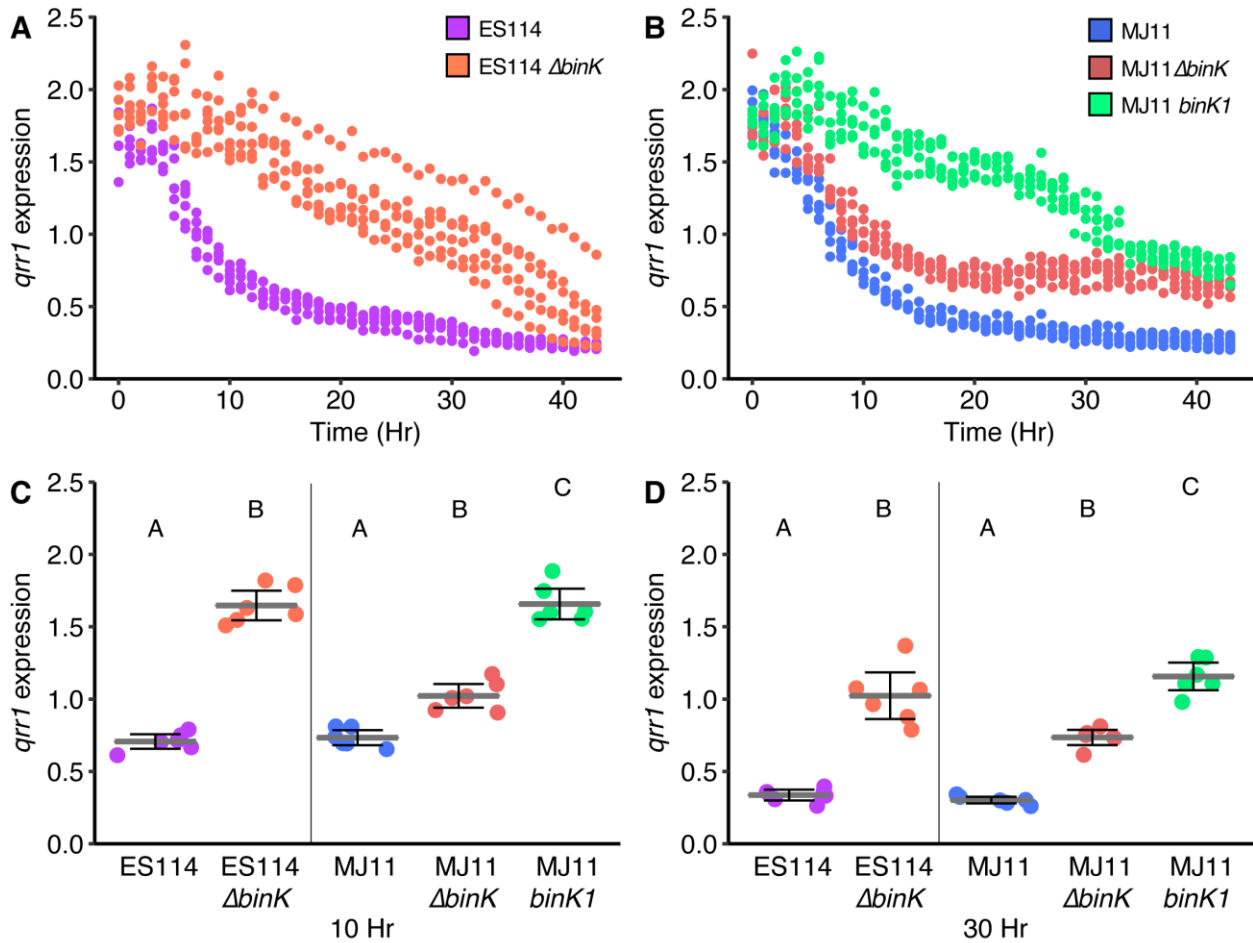 A
2.5
2.0
1.5
1.0
0.5
0.0
qrr1 expression
0
10
20
30
40
Time (Hr)
ES114
ES114 ΔbinK
B
2.5
2.0
1.5
1.0
0.5
0.0
qrr1 expression
0
10
20
30
40
Time (Hr)
MJ11
MJ11 ΔbinK
MJ11 binK1
C
2.5
2.0
1.5
1.0
0.5
0.0
qrr1 expression
A
B
A
B
C
ES114
ES114
ΔbinK
MJ11
MJ11
ΔbinK
MJ11
binK1
10 Hr
D
2.5
2.0
1.5
1.0
0.5
0.0
qrr1 expression
A
B
A
B
C
ES114
ES114
ΔbinK
MJ11
MJ11
ΔbinK
MJ11
binK1
30 Hr